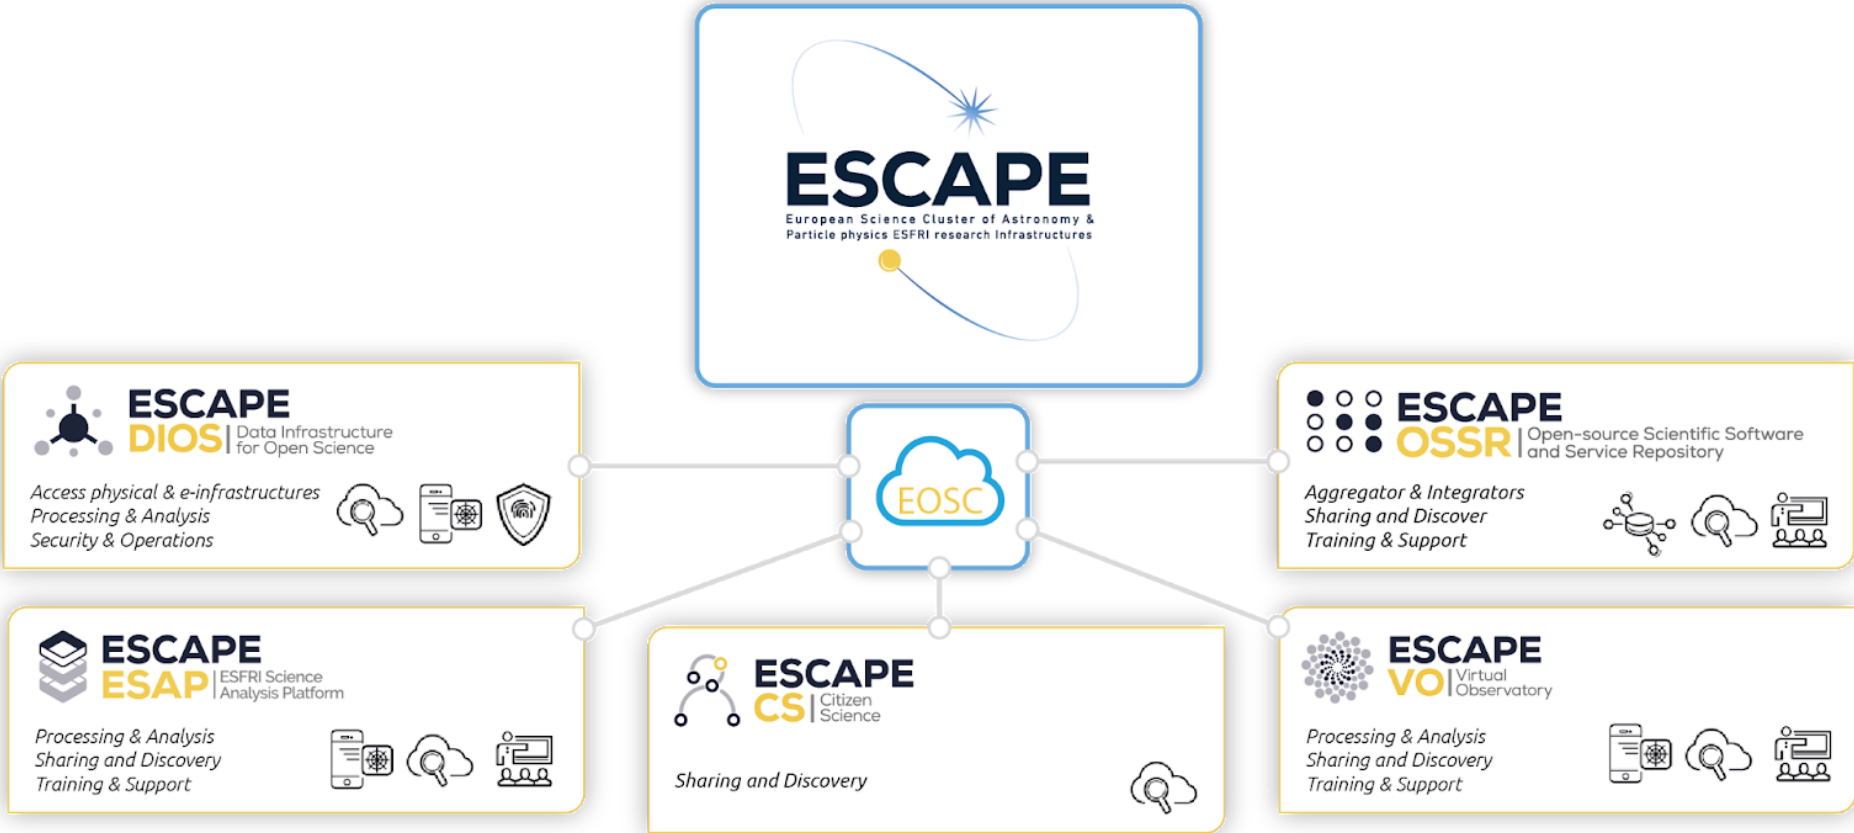 ESCAPE
European Science Cluster of Astronomy &
Particle physics ESFRI research Infrastructures
ESCAPE
DIOS | Data Infrastructure
for Open Science
Access physical & e-infrastructures
Processing & Analysis
Security & Operations
EOSC
ESCAPE
OSSR | Open-source Scientific Software
and Service Repository
Aggregator & Integrators
Sharing and Discover
Training & Support
ESCAPE
ESAP | ESFRI Science
Analysis Platform
Processing & Analysis
Sharing and Discovery
Training & Support
ESCAPE
CS | Citizen
Science
Sharing and Discovery
ESCAPE
VO | Virtual
Observatory
Processing & Analysis
Sharing and Discovery
Training & Support